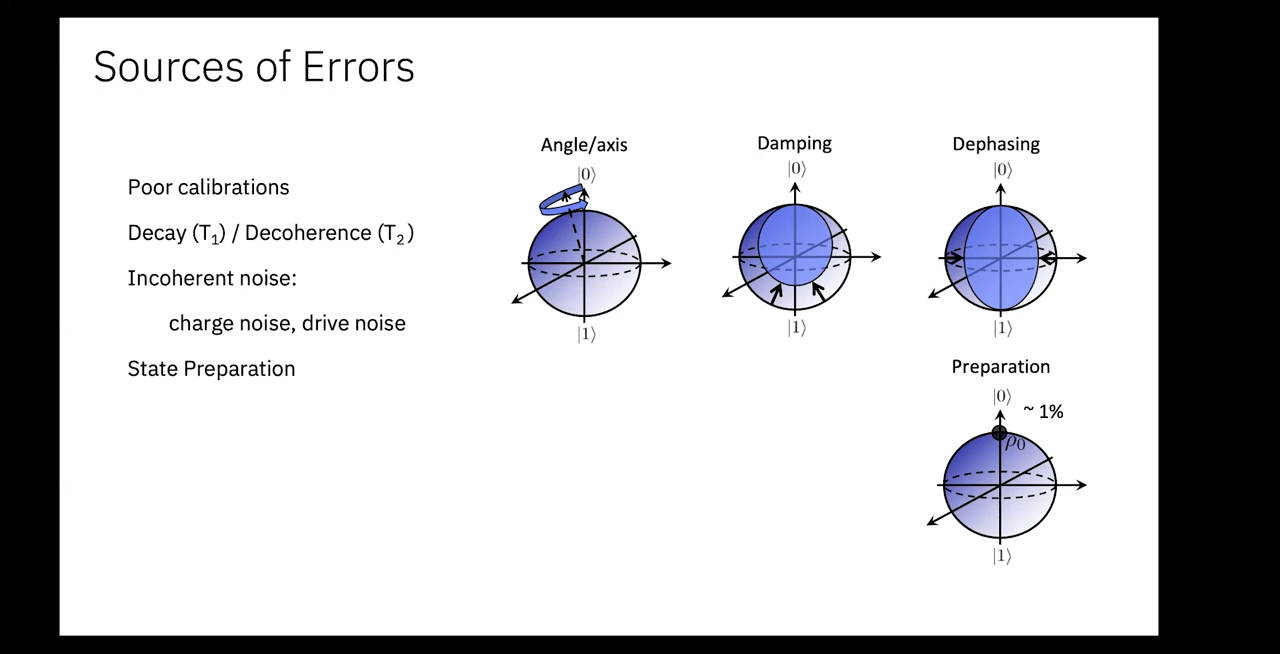 Sources of Errors
Poor calibrations
Decay (T₁) / Decoherence (T₂)
Incoherent noise:
charge noise, drive noise
State Preparation
Angle/axis
|0⟩
|1⟩
Damping
|0⟩
|1⟩
Dephasing
|0⟩
|1⟩
Preparation
|0⟩
~ 1%
ρ₀
|1⟩